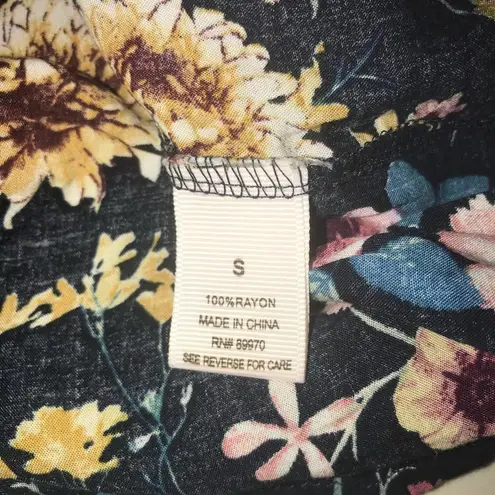 S
100%RAYON
MADE IN CHINA
RN# 89970
SEE REVERSE FOR CARE